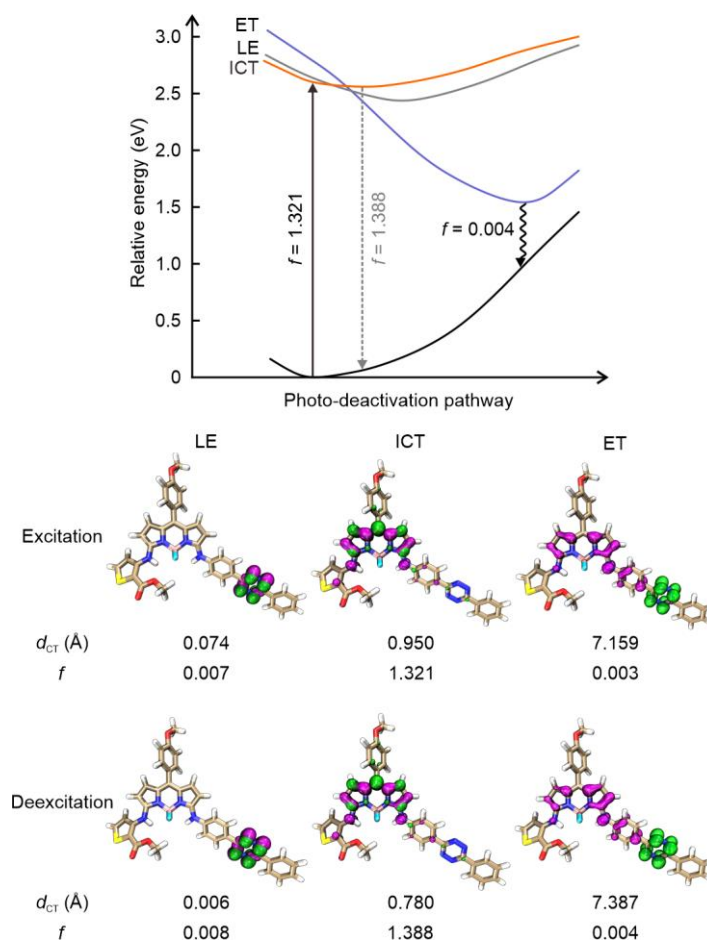 ET
LE
ICT
3.0
2.5
2.0
1.5
1.0
0.5
0
Relative energy (eV)
f = 1.321
f = 1.388
f = 0.004
Photo-deactivation pathway
LE ICT ET
Excitation
dCT (Å) 0.074 0.950 7.159
f 0.007 1.321 0.003
Deexcitation
dCT (Å) 0.006 0.780 7.387
f 0.008 1.388 0.004